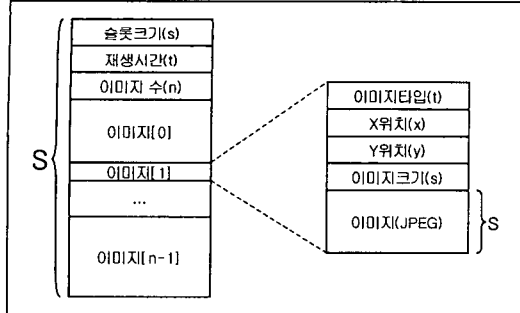 슬롯크기(s)
재생시간(t)
이미지 수(n)
이미지[0]
이미지[1]
...
이미지[n-1]
S
이미지타입(t)
X위치(x)
Y위치(y)
이미지크기(s)
이미지(JPEG)
S